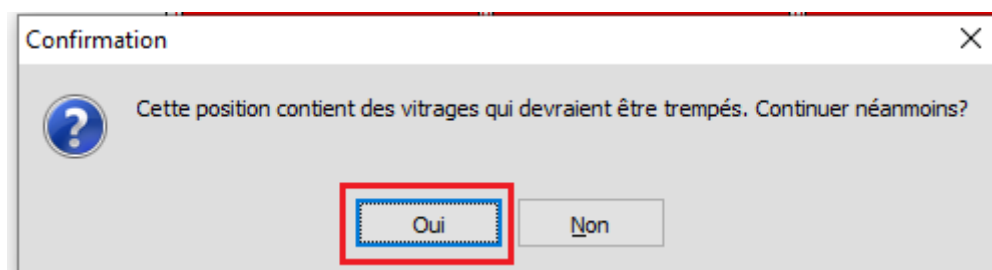 Confirmation
Cette position contient des vitrages qui devraient être trempés. Continuer néanmoins?
Oui
Non